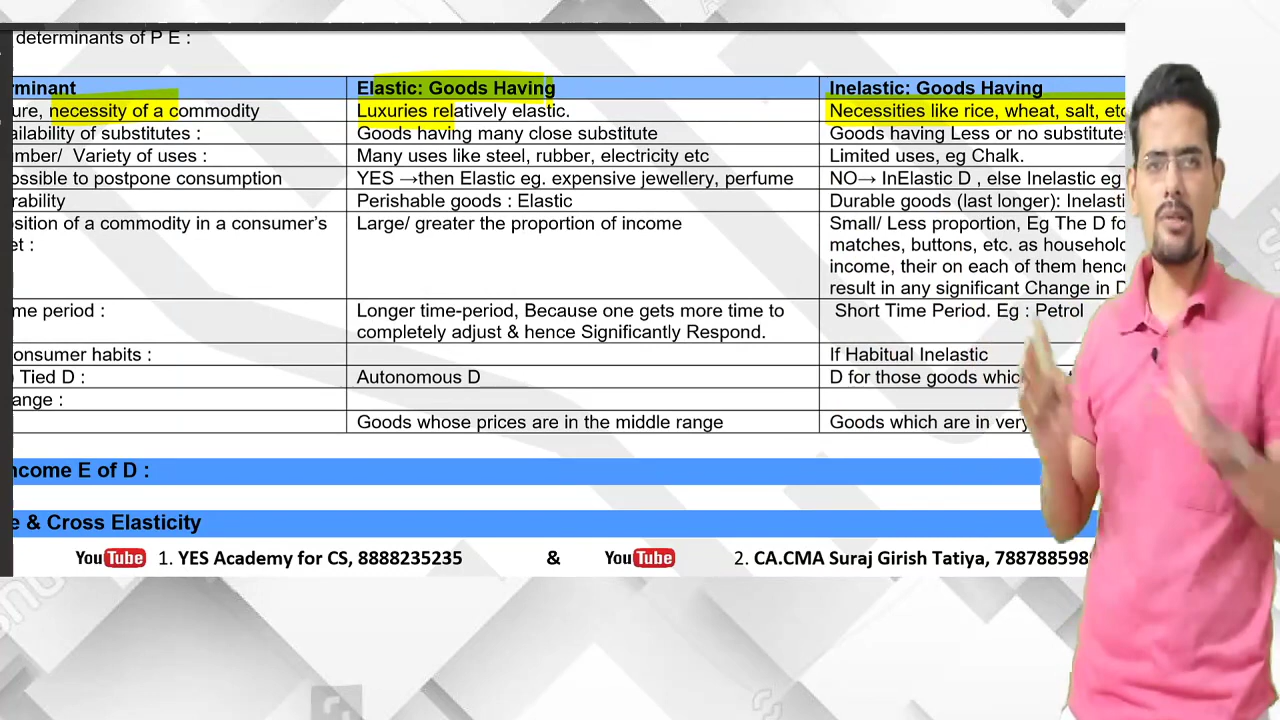 determinants of P E :
rminant Elastic: Goods Having Inelastic: Goods Having
ure, necessity of a commodity Luxuries relatively elastic. Necessities like rice, wheat, salt, etc
ailability of substitutes : Goods having many close substitute Goods having Less or no substitutes
umber/ Variety of uses : Many uses like steel, rubber, electricity etc Limited uses, eg Chalk.
ossible to postpone consumption YES →then Elastic eg. expensive jewellery, perfume NO→ InElastic D , else Inelastic eg
rability Perishable goods : Elastic Durable goods (last longer): Inelasti
osition of a commodity in a consumer’s Large/ greater the proportion of income Small/ Less proportion, Eg The D fo
et : matches, buttons, etc. as househol
income, their on each of them hence
result in any significant Change in D
me period : Longer time-period, Because one gets more time to Short Time Period. Eg : Petrol
completely adjust & hence Significantly Respond.
onsumer habits : If Habitual Inelastic
Tied D : Autonomous D D for those goods whic
ange :
Goods whose prices are in the middle range Goods which are in very
ncome E of D :
e & Cross Elasticity
YouTube 1. YES Academy for CS, 8888235235 & YouTube 2. CA.CMA Suraj Girish Tatiya, 788788598